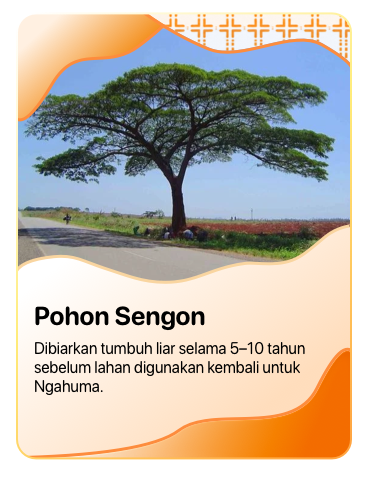 Pohon Sengon
Dibiarkan tumbuh liar selama 5–10 tahun
sebelum lahan digunakan kembali untuk
Ngahuma.